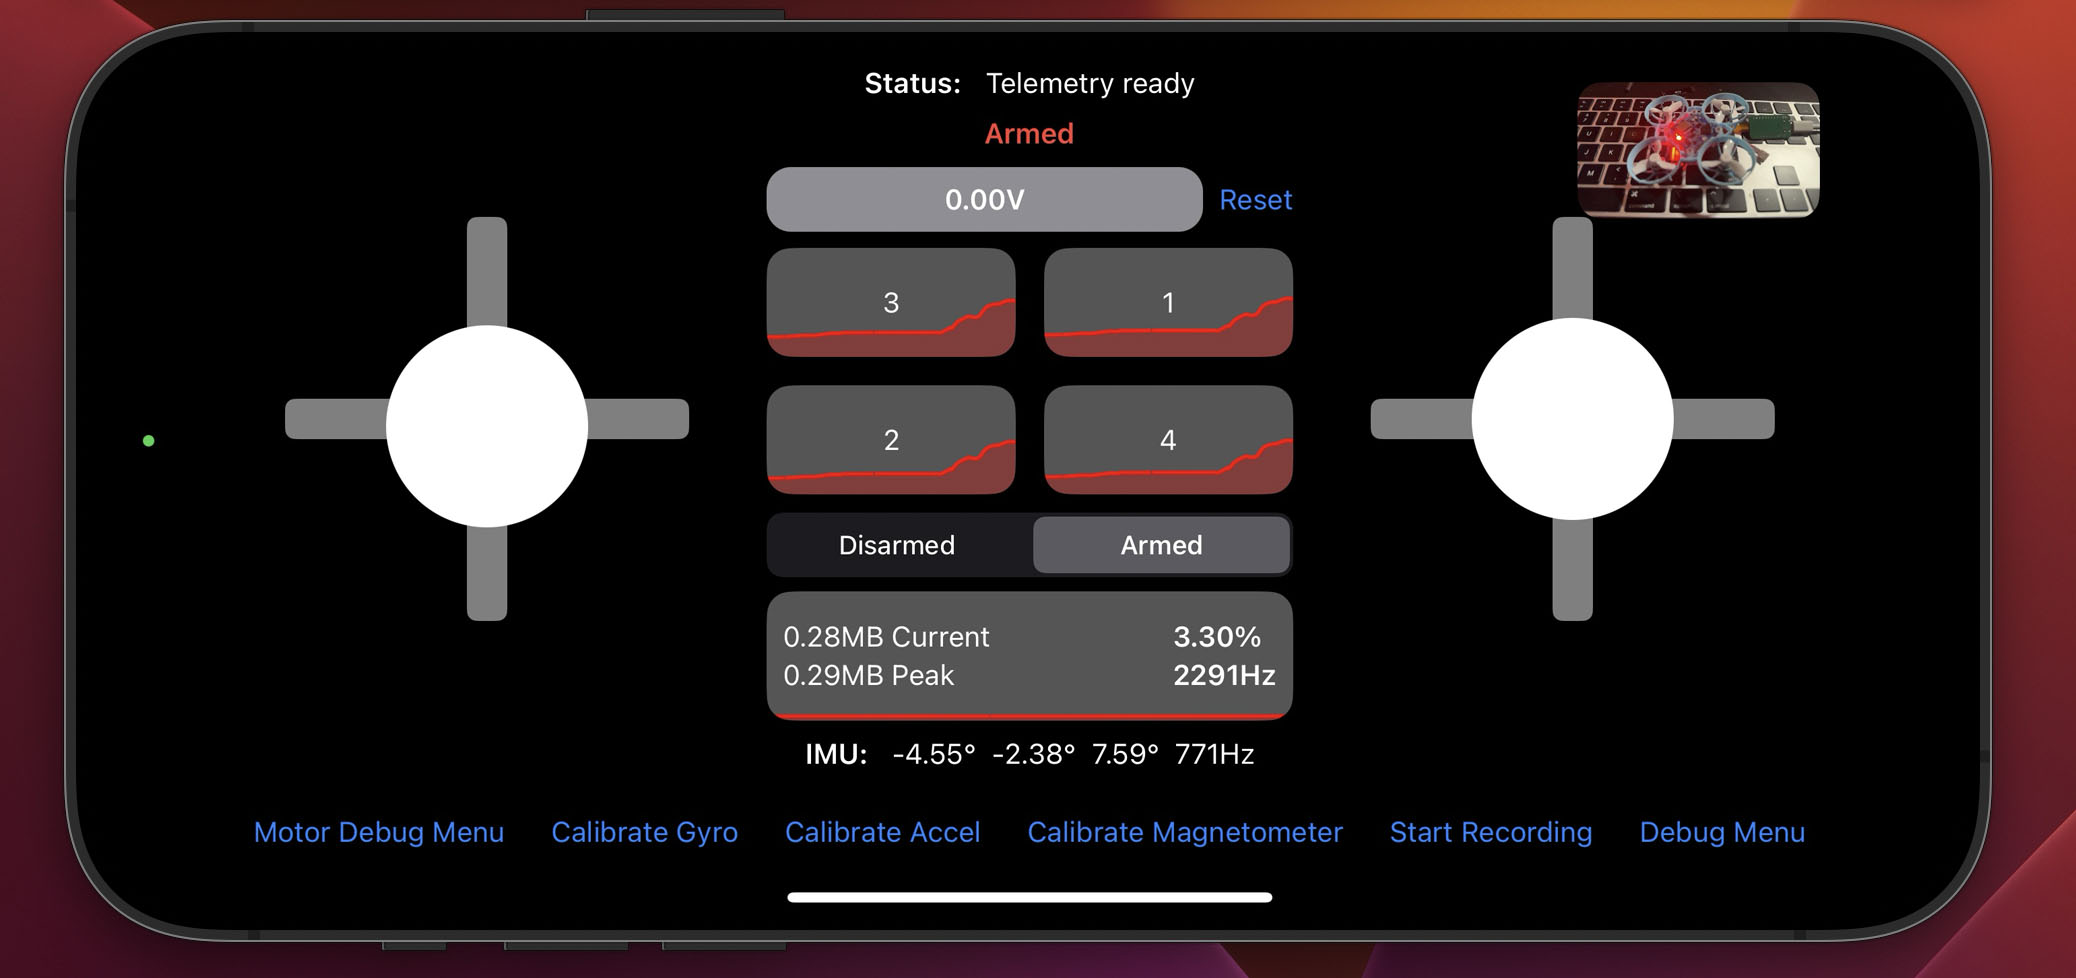 Status: Telemetry ready
Armed
0.00V Reset
3 1
2 4
Disarmed Armed
0.28MB Current 3.30%
0.29MB Peak 2291Hz
IMU: -4.55° -2.38° 7.59° 771Hz
Motor Debug Menu Calibrate Gyro Calibrate Accel Calibrate Magnetometer Start Recording Debug Menu